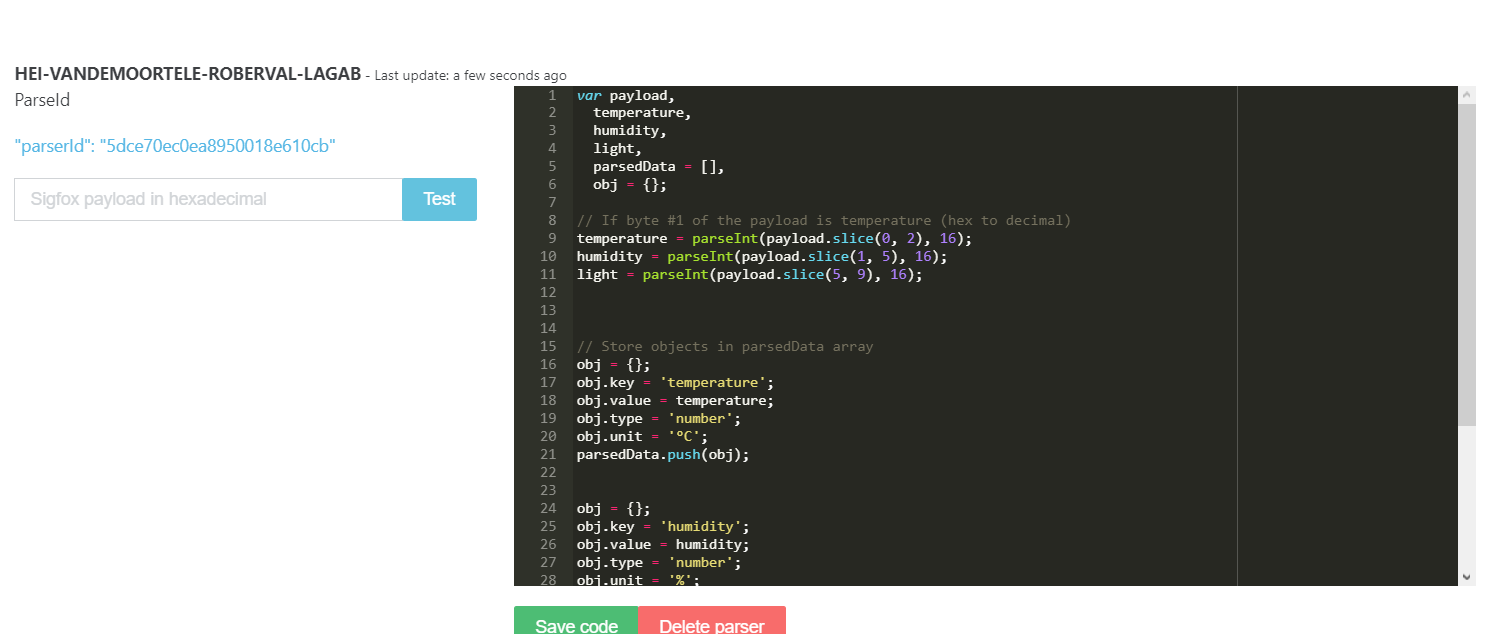 HEI-VANDEMOORTELE-ROBERVAL-LAGAB - Last update: a few seconds ago
ParseId
"parserId": "5dce70ec0ea8950018e610cb"
Sigfox payload in hexadecimal
Test
1 var payload,
2 temperature,
3 humidity,
4 light,
5 parsedData = [],
6 obj = {};
7
8 // If byte #1 of the payload is temperature (hex to decimal)
9 temperature = parseInt(payload.slice(0, 2), 16);
10 humidity = parseInt(payload.slice(1, 5), 16);
11 light = parseInt(payload.slice(5, 9), 16);
12
13
14
15 // Store objects in parsedData array
16 obj = {};
17 obj.key = 'temperature';
18 obj.value = temperature;
19 obj.type = 'number';
20 obj.unit = '°C';
21 parsedData.push(obj);
22
23
24 obj = {};
25 obj.key = 'humidity';
26 obj.value = humidity;
27 obj.type = 'number';
28 obj.unit = '%';
Save code
Delete parser